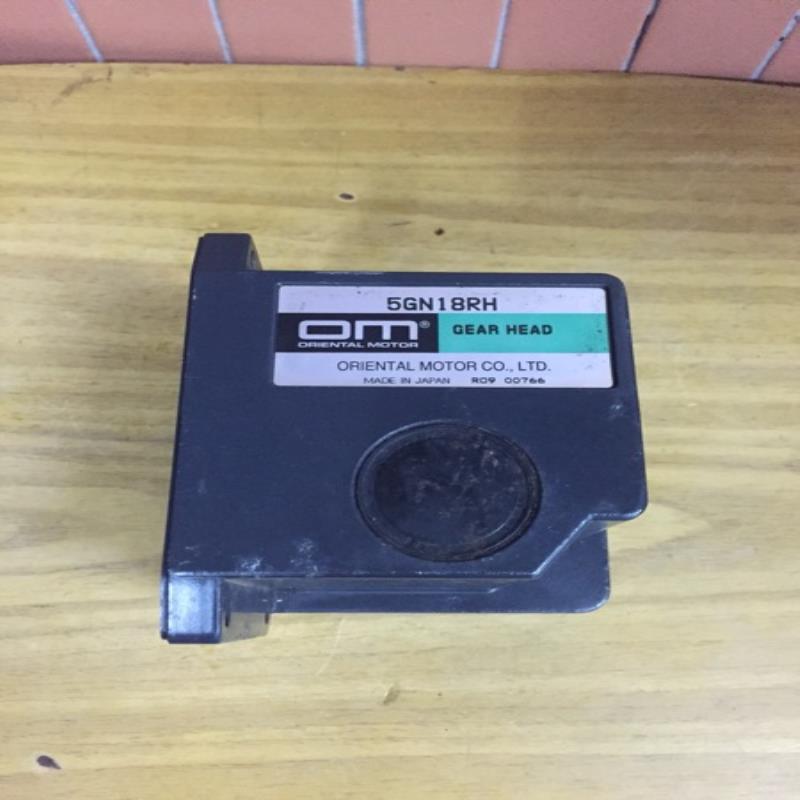 5GN18RH
om® GEAR HEAD
ORIENTAL MOTOR
ORIENTAL MOTOR CO., LTD.
MADE IN JAPAN R09 00766